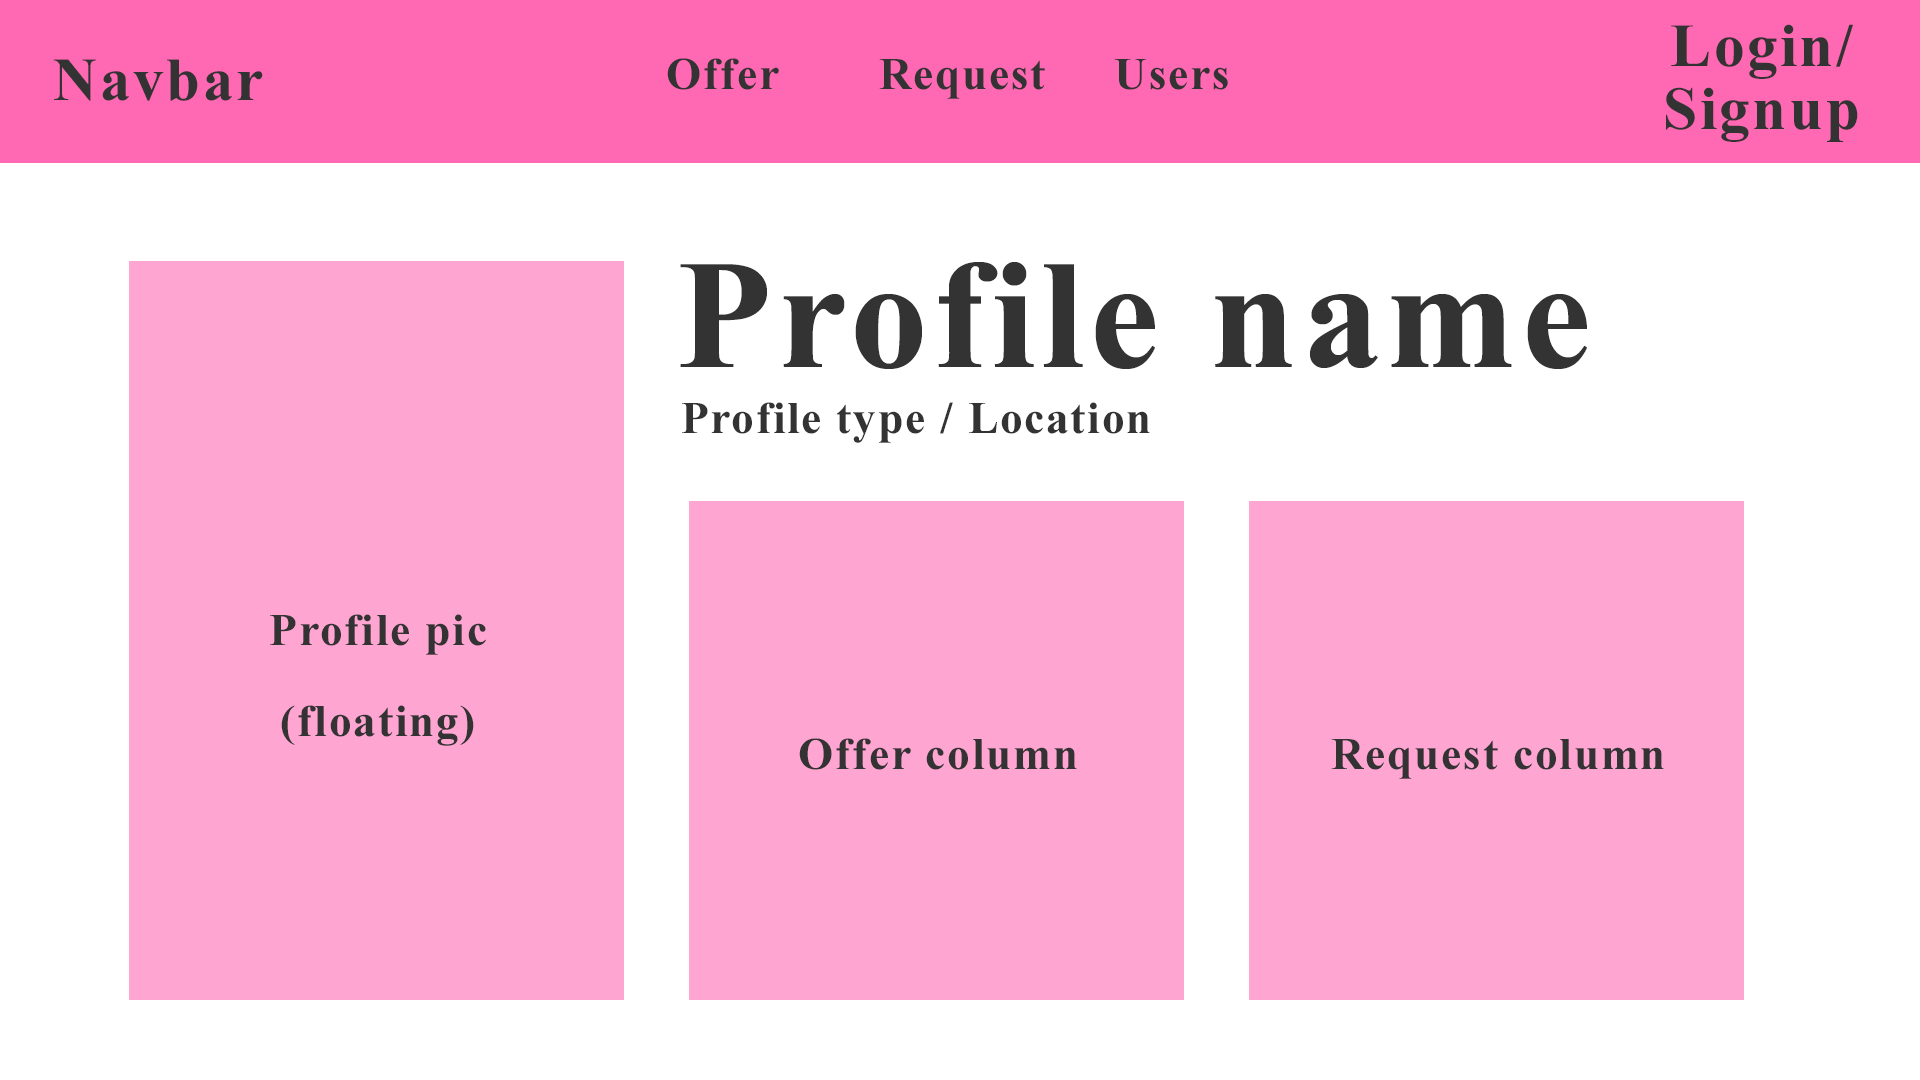 Navbar
Offer
Request
Users
Login/
Signup
Profile name
Profile type / Location
Profile pic
(floating)
Offer column
Request column